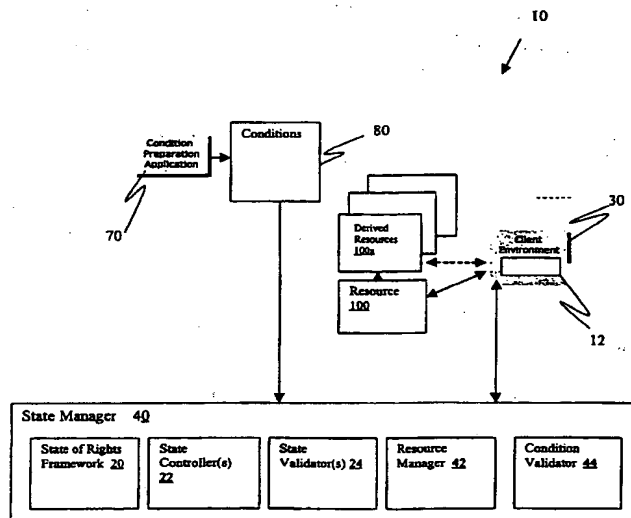 10
Condition
Preparation
Application
Conditions
80
70
Derived
Resources
100a
Resource
100
Client
Environment
30
12
State Manager 40
State of Rights
Framework 20
State
Controller(s)
22
State
Validator(s) 24
Resource
Manager 42
Condition
Validator 44